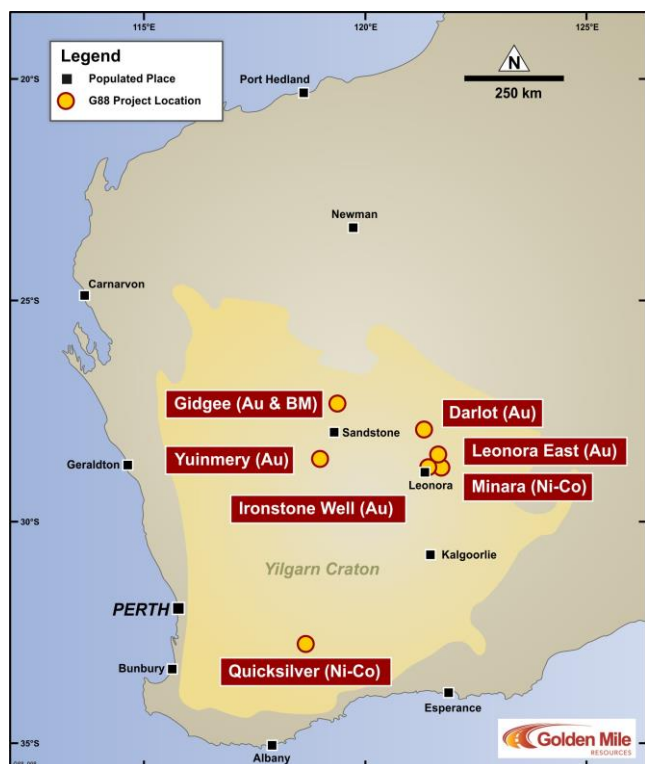 115°E
120°E
125°E
Legend
Populated Place
G88 Project Location
N
250 km
20°S
Port Hedland
Newman
Carnarvon
25°S
Gidgee (Au & BM)
Darlot (Au)
Sandstone
Leonora East (Au)
Yuinmery (Au)
Geraldton
Minara (Ni-Co)
Leonora
Ironstone Well (Au)
30°S
Kalgoorlie
Yilgarn Craton
PERTH
Bunbury
Quicksilver (Ni-Co)
Esperance
35°S
Albany
Golden Mile
RESOURCES